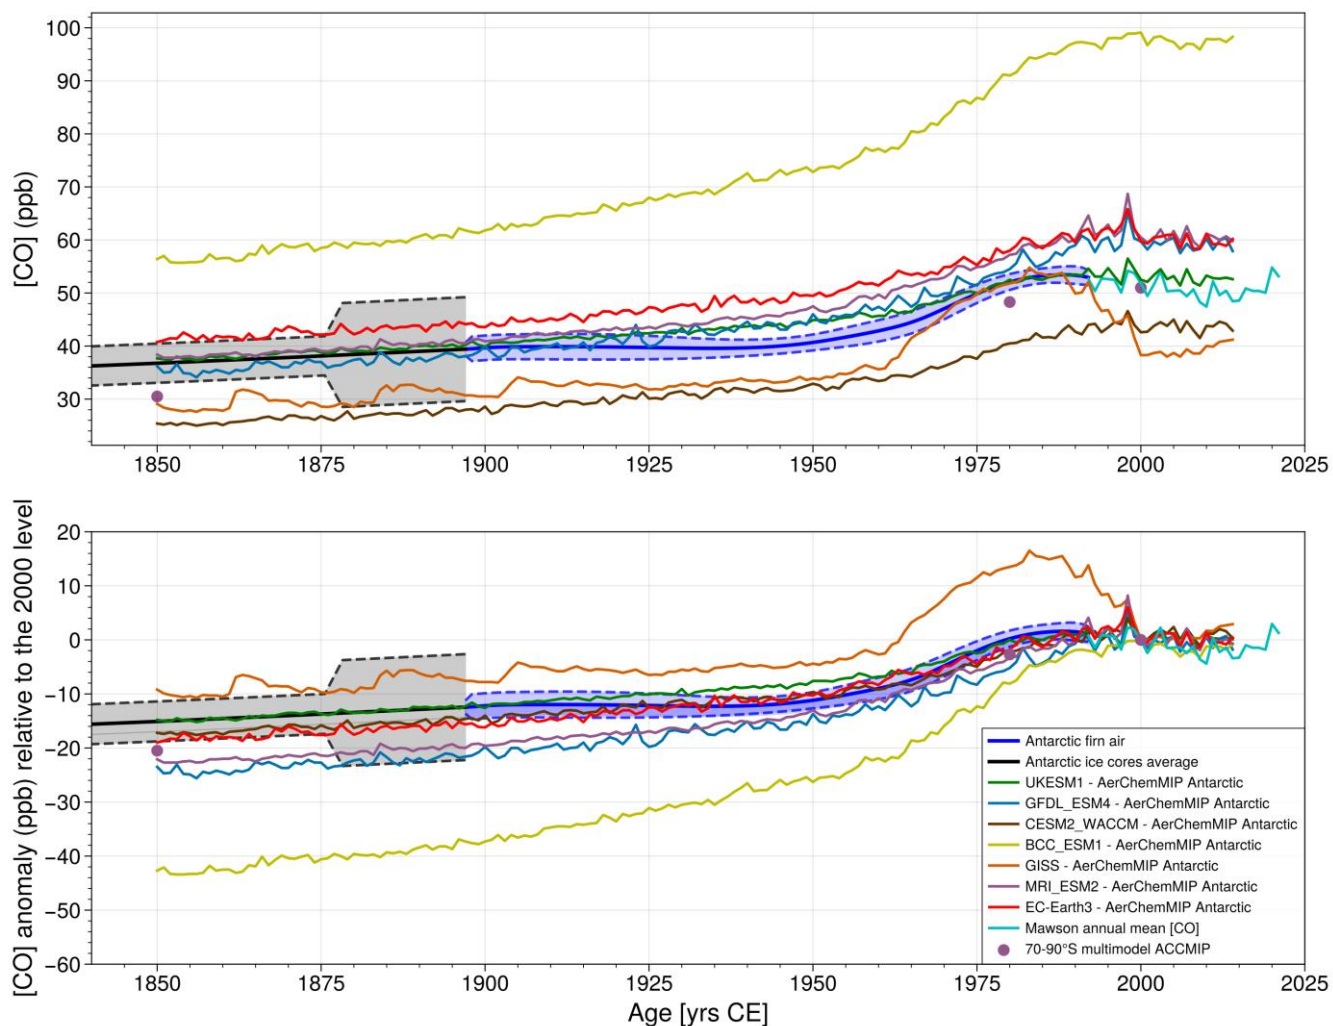 [CO] (ppb)
100
90
80
70
60
50
40
30
1850 1875 1900 1925 1950 1975 2000 2025
[CO] anomaly (ppb) relative to the 2000 level
20
10
0
−10
−20
−30
−40
−50
−60
Antarctic firn air
Antarctic ice cores average
UKESM1 - AerChemMIP Antarctic
GFDL_ESM4 - AerChemMIP Antarctic
CESM2_WACCM - AerChemMIP Antarctic
BCC_ESM1 - AerChemMIP Antarctic
GISS - AerChemMIP Antarctic
MRI_ESM2 - AerChemMIP Antarctic
EC-Earth3 - AerChemMIP Antarctic
Mawson annual mean [CO]
70-90°S multimodel ACCMIP
1850 1875 1900 1925 1950 1975 2000 2025
Age [yrs CE]